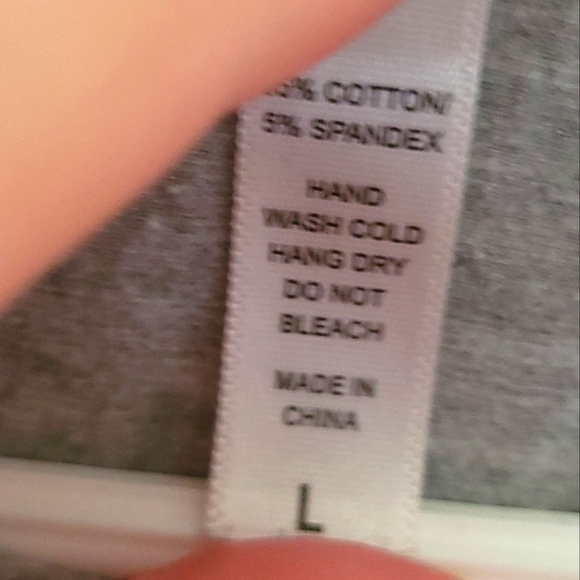 COTTON/
5% SPANDEX
HAND
WASH COLD
HANG DRY
DO NOT
BLEACH
MADE IN
CHINA
L